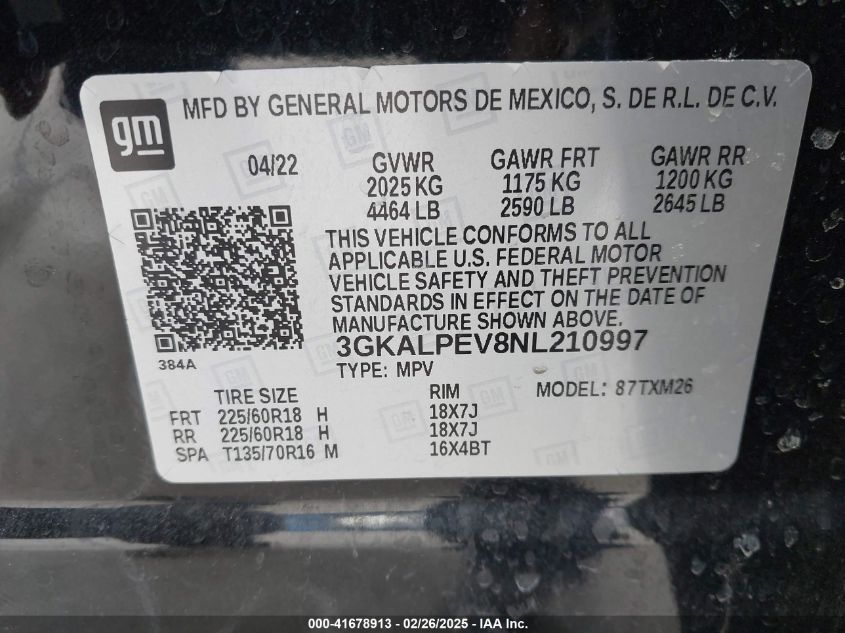 gm
MFD BY GENERAL MOTORS DE MEXICO, S. DE R.L. DE C.V.
04/22
GVWR GAWR FRT GAWR RR
2025 KG 1175 KG 1200 KG
4464 LB 2590 LB 2645 LB
THIS VEHICLE CONFORMS TO ALL
APPLICABLE U.S. FEDERAL MOTOR
VEHICLE SAFETY AND THEFT PREVENTION
STANDARDS IN EFFECT ON THE DATE OF
MANUFACTURE SHOWN ABOVE.
384A
3GKALPEV8NL210997
TYPE: MPV
TIRE SIZE RIM MODEL: 87TXM26
FRT 225/60R18 H 18X7J
RR 225/60R18 H 18X7J
SPA T135/70R16 M 16X4BT
000-41678913 - 02/26/2025 - IAA Holdings, LLC.